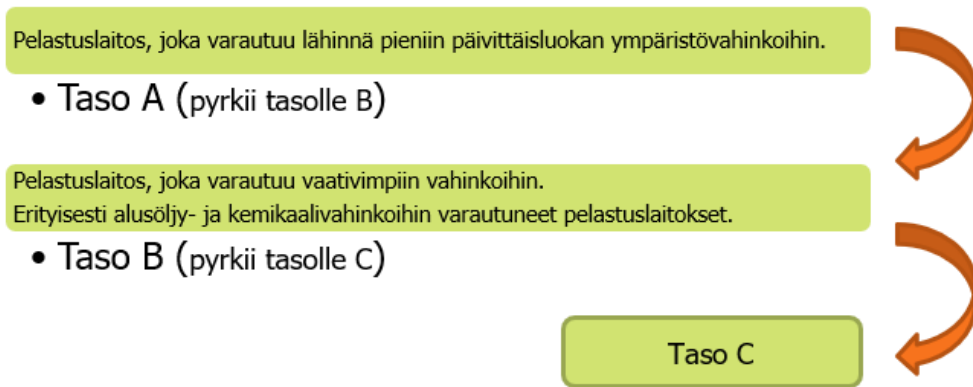 Pelastuslaitos, joka varautuu lähinnä pieniin päivittäisluokan ympäristövahinkoihin.
• Taso A (pyrkii tasolle B)
Pelastuslaitos, joka varautuu vaativimpiin vahinkoihin.
Erityisesti alusöljy- ja kemikaalivahinkoihin varautuneet pelastuslaitokset.
• Taso B (pyrkii tasolle C)
Taso C